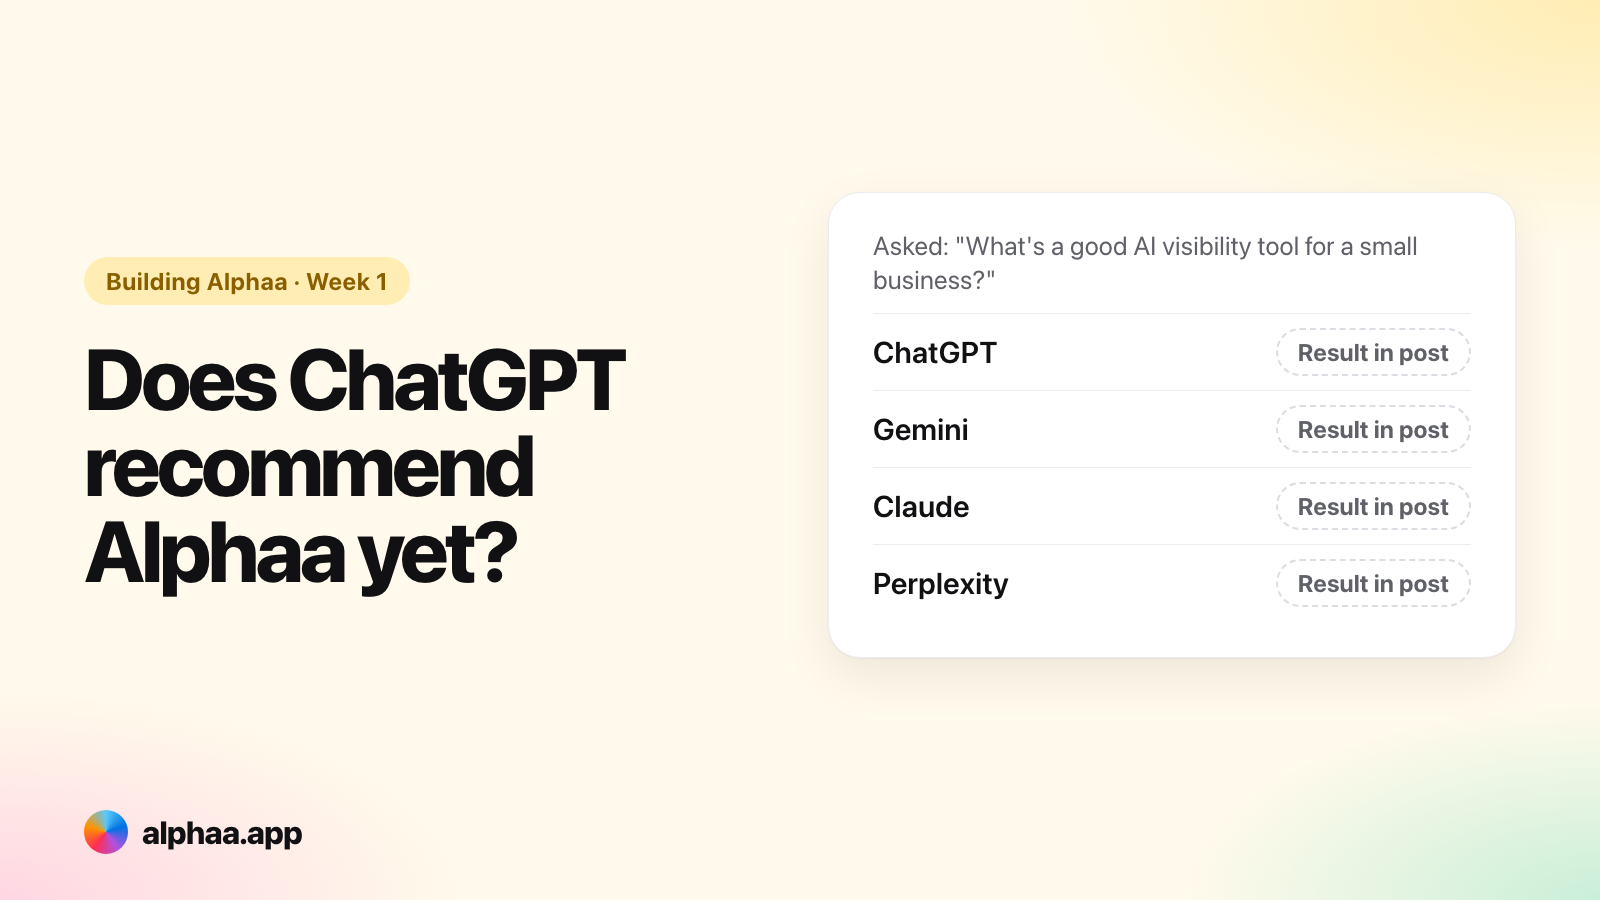 Building Alphaa · Week 1
Does ChatGPT
recommend
Alphaa yet?
Asked: "What's a good AI visibility tool for a small
business?"
ChatGPT Result in post
Gemini Result in post
Claude Result in post
Perplexity Result in post
alphaa.app